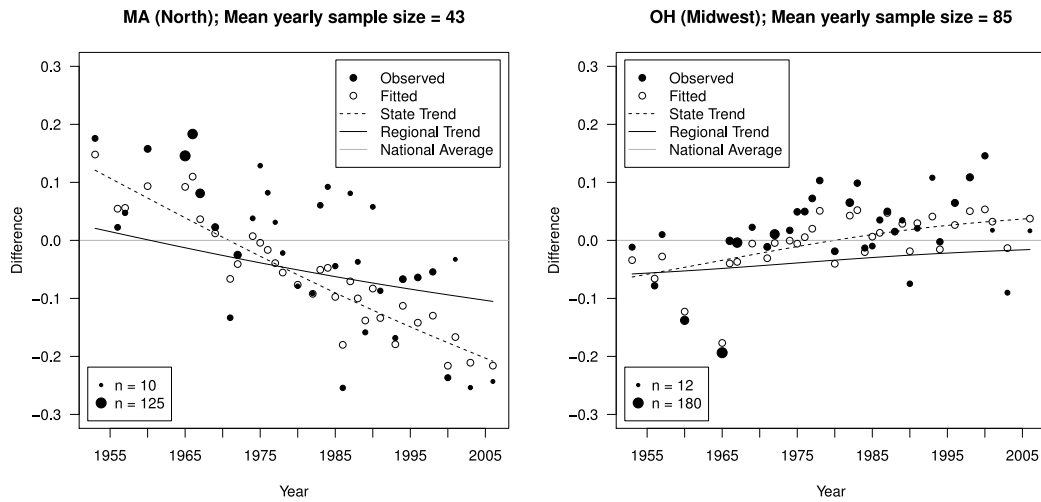 MA (North); Mean yearly sample size = 43
0.3
0.2
0.1
0.0
−0.1
−0.2
−0.3
Difference
Observed
Fitted
State Trend
Regional Trend
National Average
n = 10
n = 125
1955 1965 1975 1985 1995 2005
Year
OH (Midwest); Mean yearly sample size = 85
0.3
0.2
0.1
0.0
−0.1
−0.2
−0.3
Difference
Observed
Fitted
State Trend
Regional Trend
National Average
n = 12
n = 180
1955 1965 1975 1985 1995 2005
Year